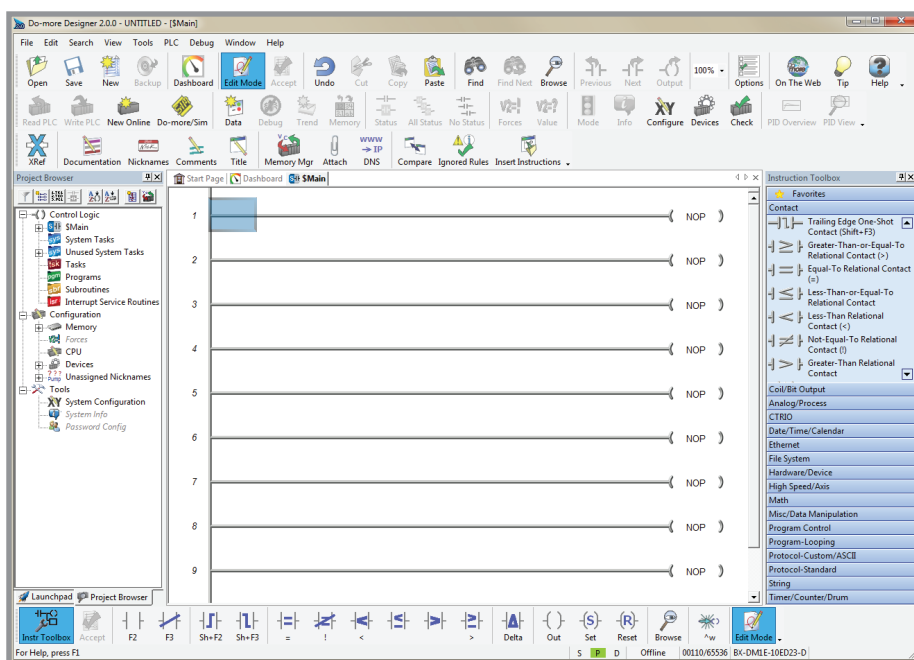 Do-more Designer 2.0.0 - UNTITLED - [$Main]
File Edit Search View Tools PLC Debug Window Help
Open Save New Backup Dashboard Edit Mode Accept Undo Cut Copy Paste Find Find Next Browse Previous Next Output 100% Options On The Web Tip Help
Read PLC Write PLC New Online Do-more/Sim Data Debug Trend Memory Status All Status No Status Forces Value Mode Info Configure Devices Check PID Overview PID View
XRef Documentation Nicknames Comments Title Memory Mgr Attach DNS Compare Ignored Rules Insert Instructions
Project Browser
Start Page Dashboard $Main
Instruction Toolbox
Control Logic
$Main
System Tasks
Unused System Tasks
Tasks
Programs
Subroutines
Interrupt Service Routines
Configuration
Memory
Forces
CPU
Devices
Unassigned Nicknames
Tools
System Configuration
System Info
Password Config
Launchpad Project Browser
1 NOP
2 NOP
3 NOP
4 NOP
5 NOP
6 NOP
7 NOP
8 NOP
9 NOP
Favorites
Contact
Trailing Edge One-Shot
Contact (Shift+F3)
Greater-Than-or-Equal-To
Relational Contact (>)
Equal-To Relational Contact
(=)
Less-Than-or-Equal-To
Relational Contact
Less-Than Relational
Contact (<)
Not-Equal-To Relational
Contact (!)
Greater-Than Relational
Contact
Coil/Bit Output
Analog/Process
CTRIO
Date/Time/Calendar
Ethernet
File System
Hardware/Device
High Speed/Axis
Math
Misc/Data Manipulation
Program Control
Program-Looping
Protocol-Custom/ASCII
Protocol-Standard
String
Timer/Counter/Drum
Instr Toolbox Accept F2 F3 Sh+F2 Sh+F3 = ! < > Delta Out Set Reset Browse ^w Edit Mode
For Help, press F1
S P D Offline 00110/65536 BX-DM1E-10ED23-D